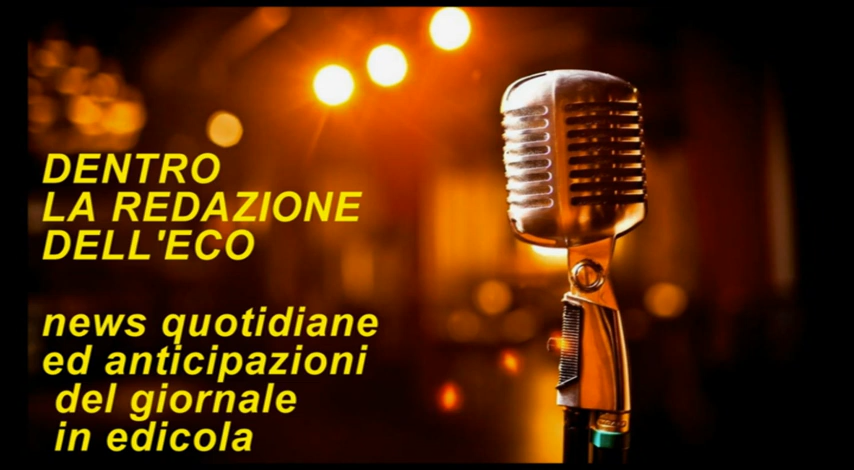 DENTRO
LA REDAZIONE
DELL'ECO
news quotidiane
ed anticipazioni
del giornale
in edicola